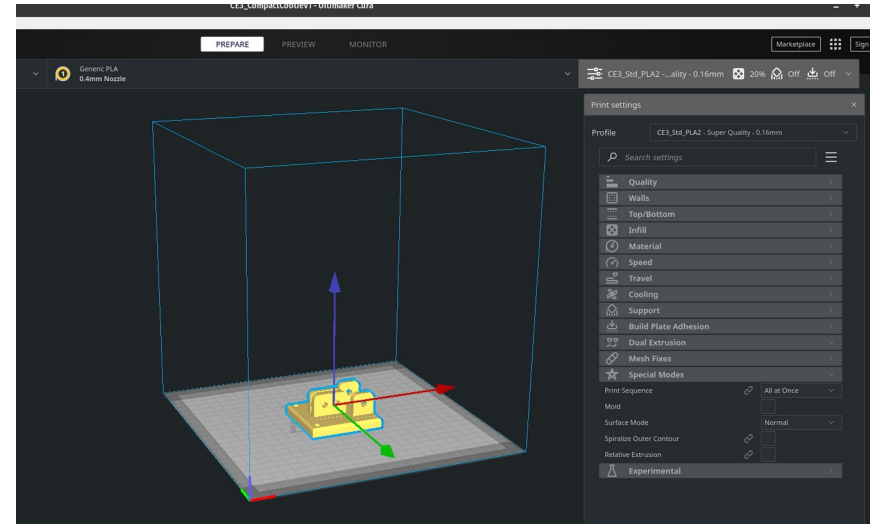 CE3_CompactBootieV1 - Ultimaker Cura
PREPARE PREVIEW MONITOR Marketplace Sign
1 Generic PLA
0.4mm Nozzle
CE3_Std_PLA2 -...ality - 0.16mm 20% Off Off
Print settings ×
Profile CE3_Std_PLA2 - Super Quality - 0.16mm
Search settings
Quality
Walls
Top/Bottom
Infill
Material
Speed
Travel
Cooling
Support
Build Plate Adhesion
Dual Extrusion
Mesh Fixes
Special Modes
Print Sequence All at Once
Mold
Surface Mode Normal
Spiralize Outer Contour
Relative Extrusion
Experimental